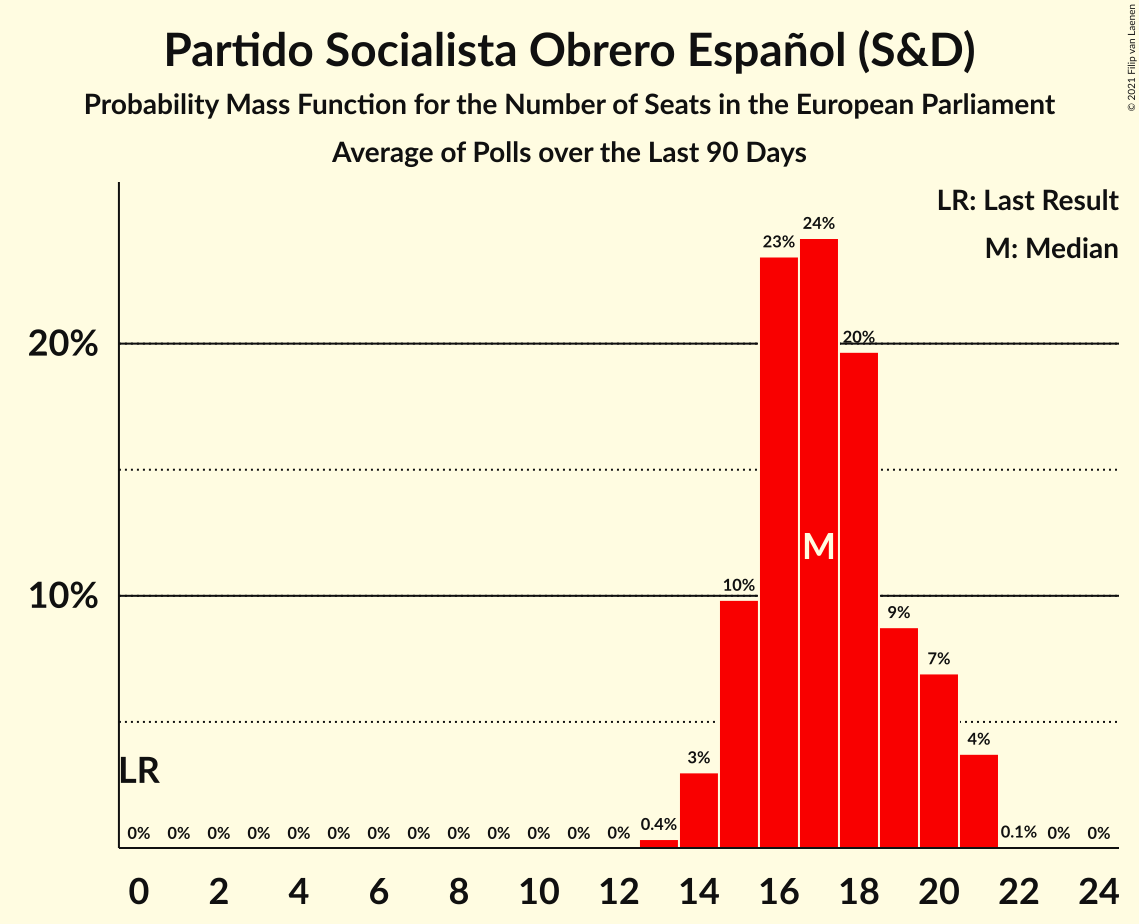 Partido Socialista Obrero Español (S&D)
Probability Mass Function for the Number of Seats in the European Parliament
Average of Polls over the Last 90 Days
© 2021 Filip van Laenen
LR: Last Result
M: Median
24%
23%
20%
20%
M
10%
10%
9%
7%
4%
3%
LR
0% 0% 0% 0% 0% 0% 0% 0% 0% 0% 0% 0% 0% 0.4% 0.1% 0% 0%
0 2 4 6 8 10 12 14 16 18 20 22 24